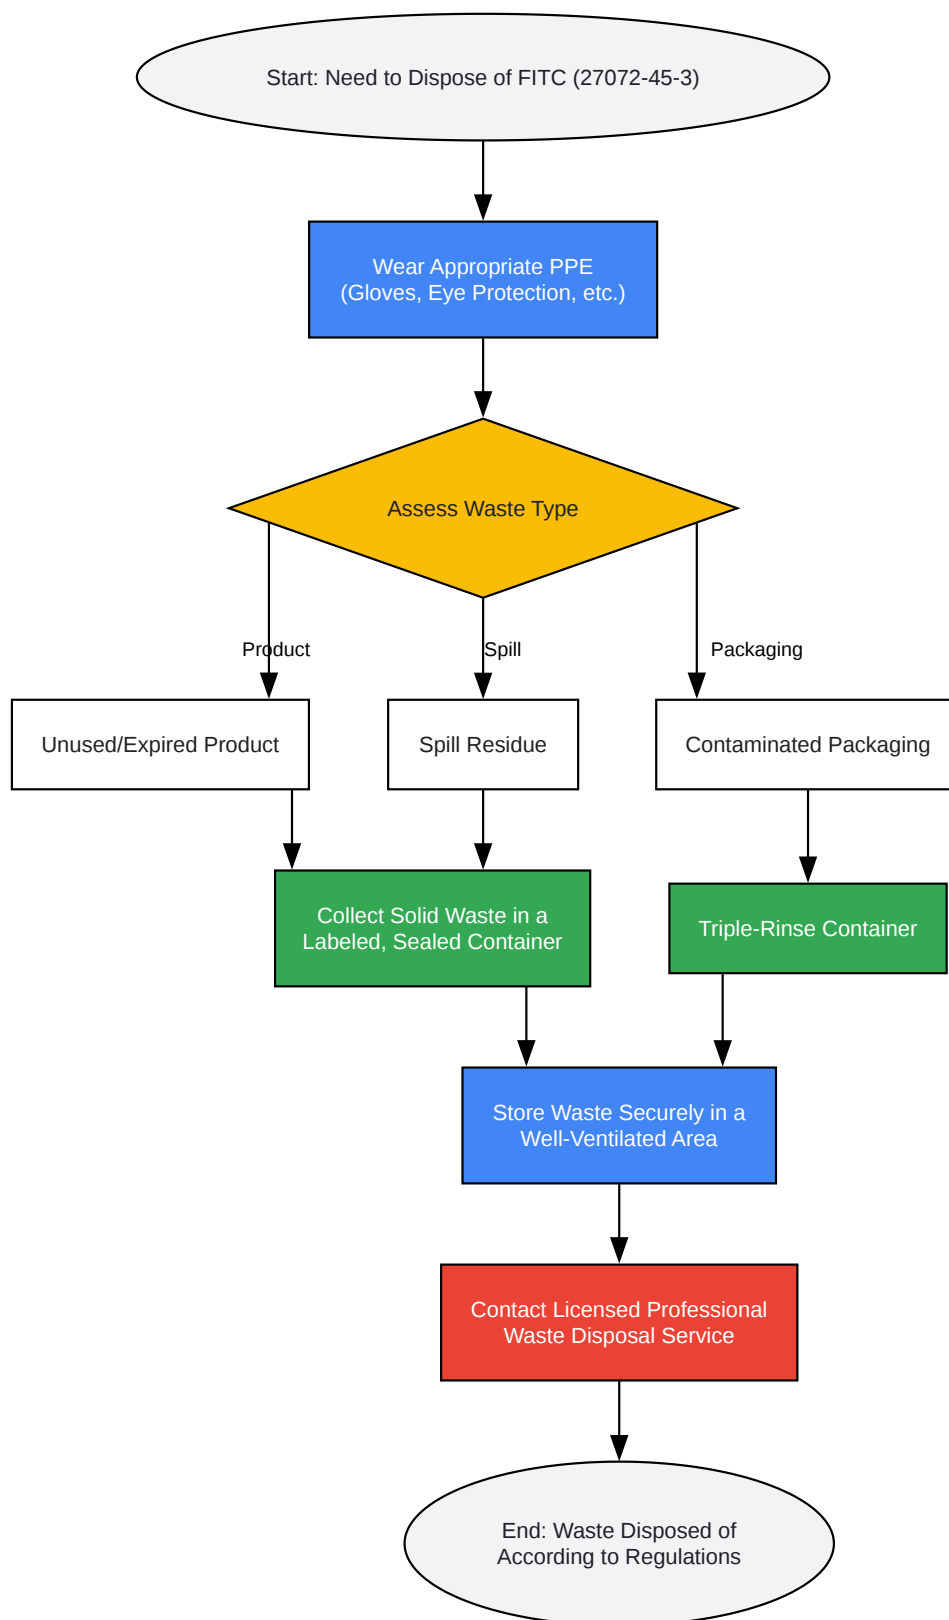 Start: Need to Dispose of FITC (27072-45-3)
Wear Appropriate PPE
(Gloves, Eye Protection, etc.)
Assess Waste Type
Product
Spill
Packaging
Unused/Expired Product
Spill Residue
Contaminated Packaging
Collect Solid Waste in a
Labeled, Sealed Container
Triple-Rinse Container
Store Waste Securely in a
Well-Ventilated Area
Contact Licensed Professional
Waste Disposal Service
End: Waste Disposed of
According to Regulations